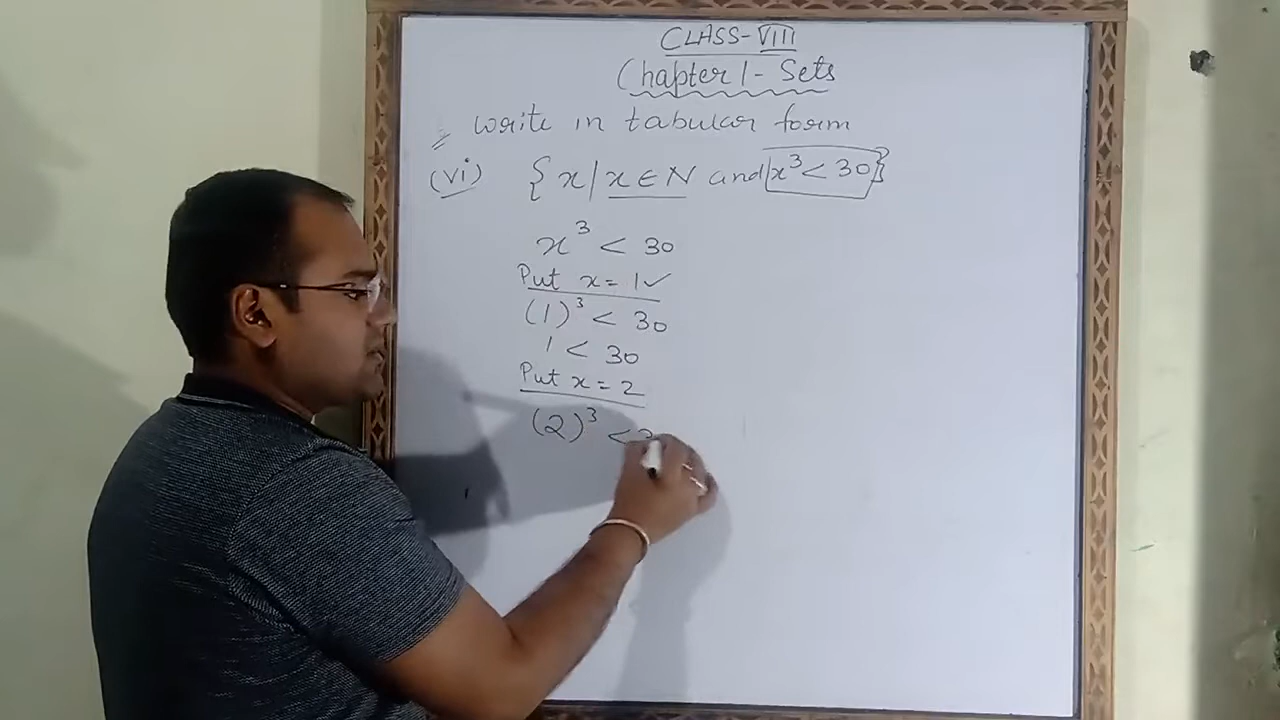 CLASS-VIII
Chapter 1 - Sets
Write in tabular form
(vi) { x | x ∈ N and x³ < 30 }
x³ < 30
Put x = 1 ✓
(1)³ < 30
1 < 30
Put x = 2
(2)³ <